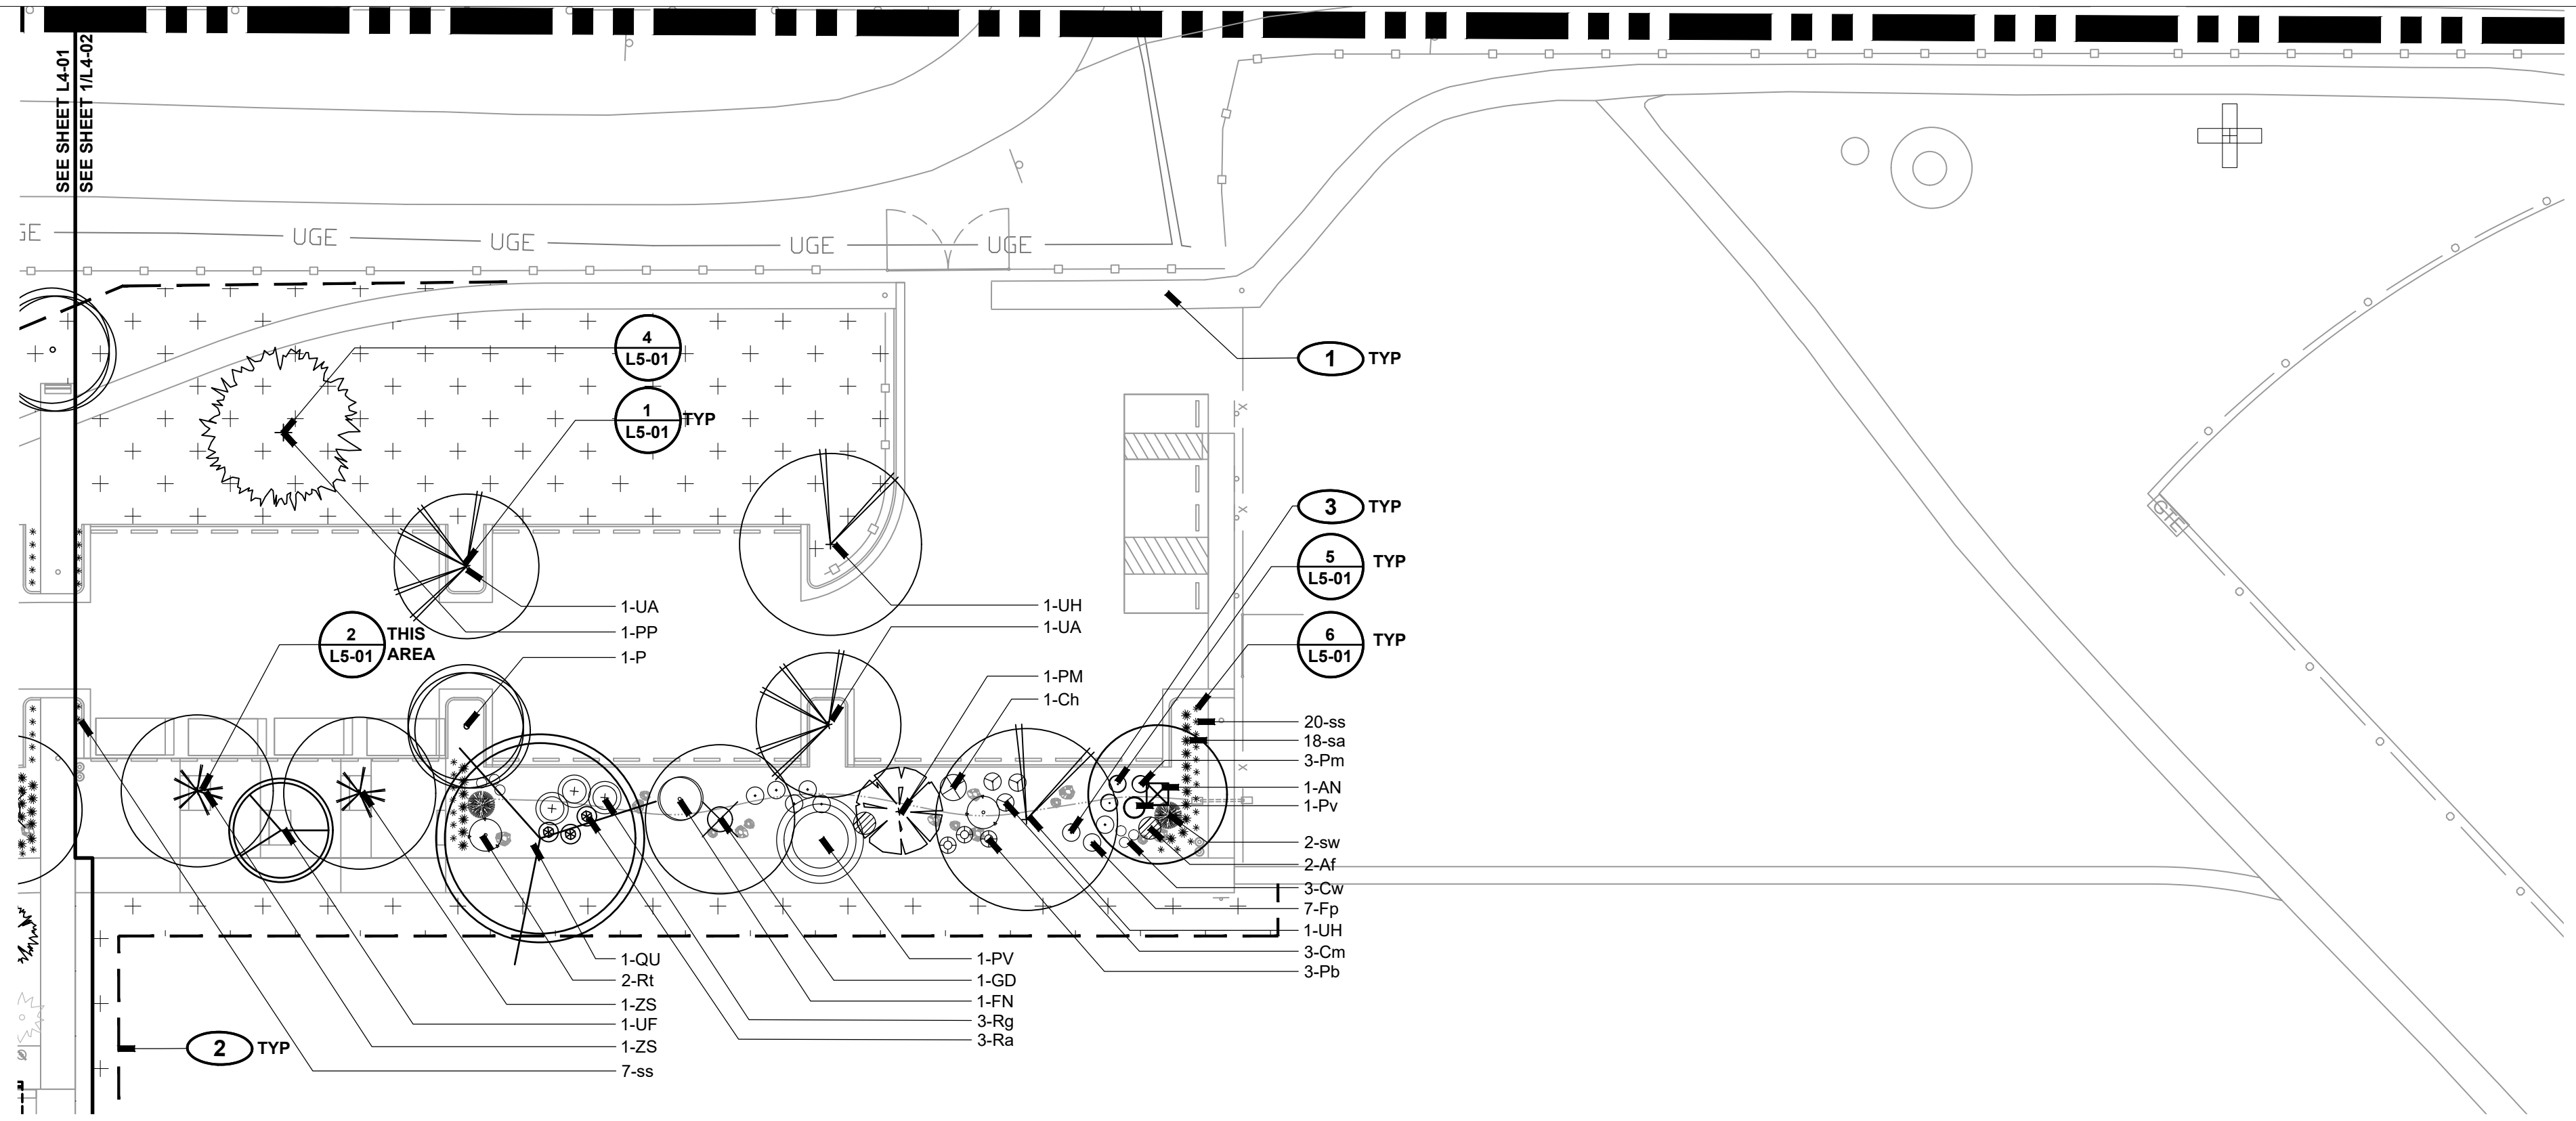 SEE SHEET L4-01
SEE SHEET 1/L4-02
GE
UGE
UGE
UGE
UGE
4
L5-01
1
L5-01
TYP
1
TYP
3
TYP
5
L5-01
TYP
6
L5-01
TYP
GTE
2
L5-01
THIS
AREA
1-UA
1-PP
1-P
1-UH
1-UA
1-PM
1-Ch
20-ss
18-sa
3-Pm
1-AN
1-Pv
2-sw
2-Af
3-Cw
7-Fp
1-UH
3-Cm
3-Pb
1-QU
2-Rt
1-ZS
1-UF
1-ZS
7-ss
1-PV
1-GD
1-FN
3-Rg
3-Ra
2
TYP